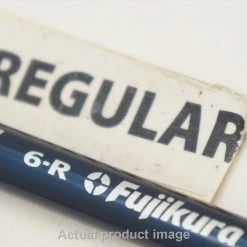 REGULAR
6-R Fujikura
Actual product image